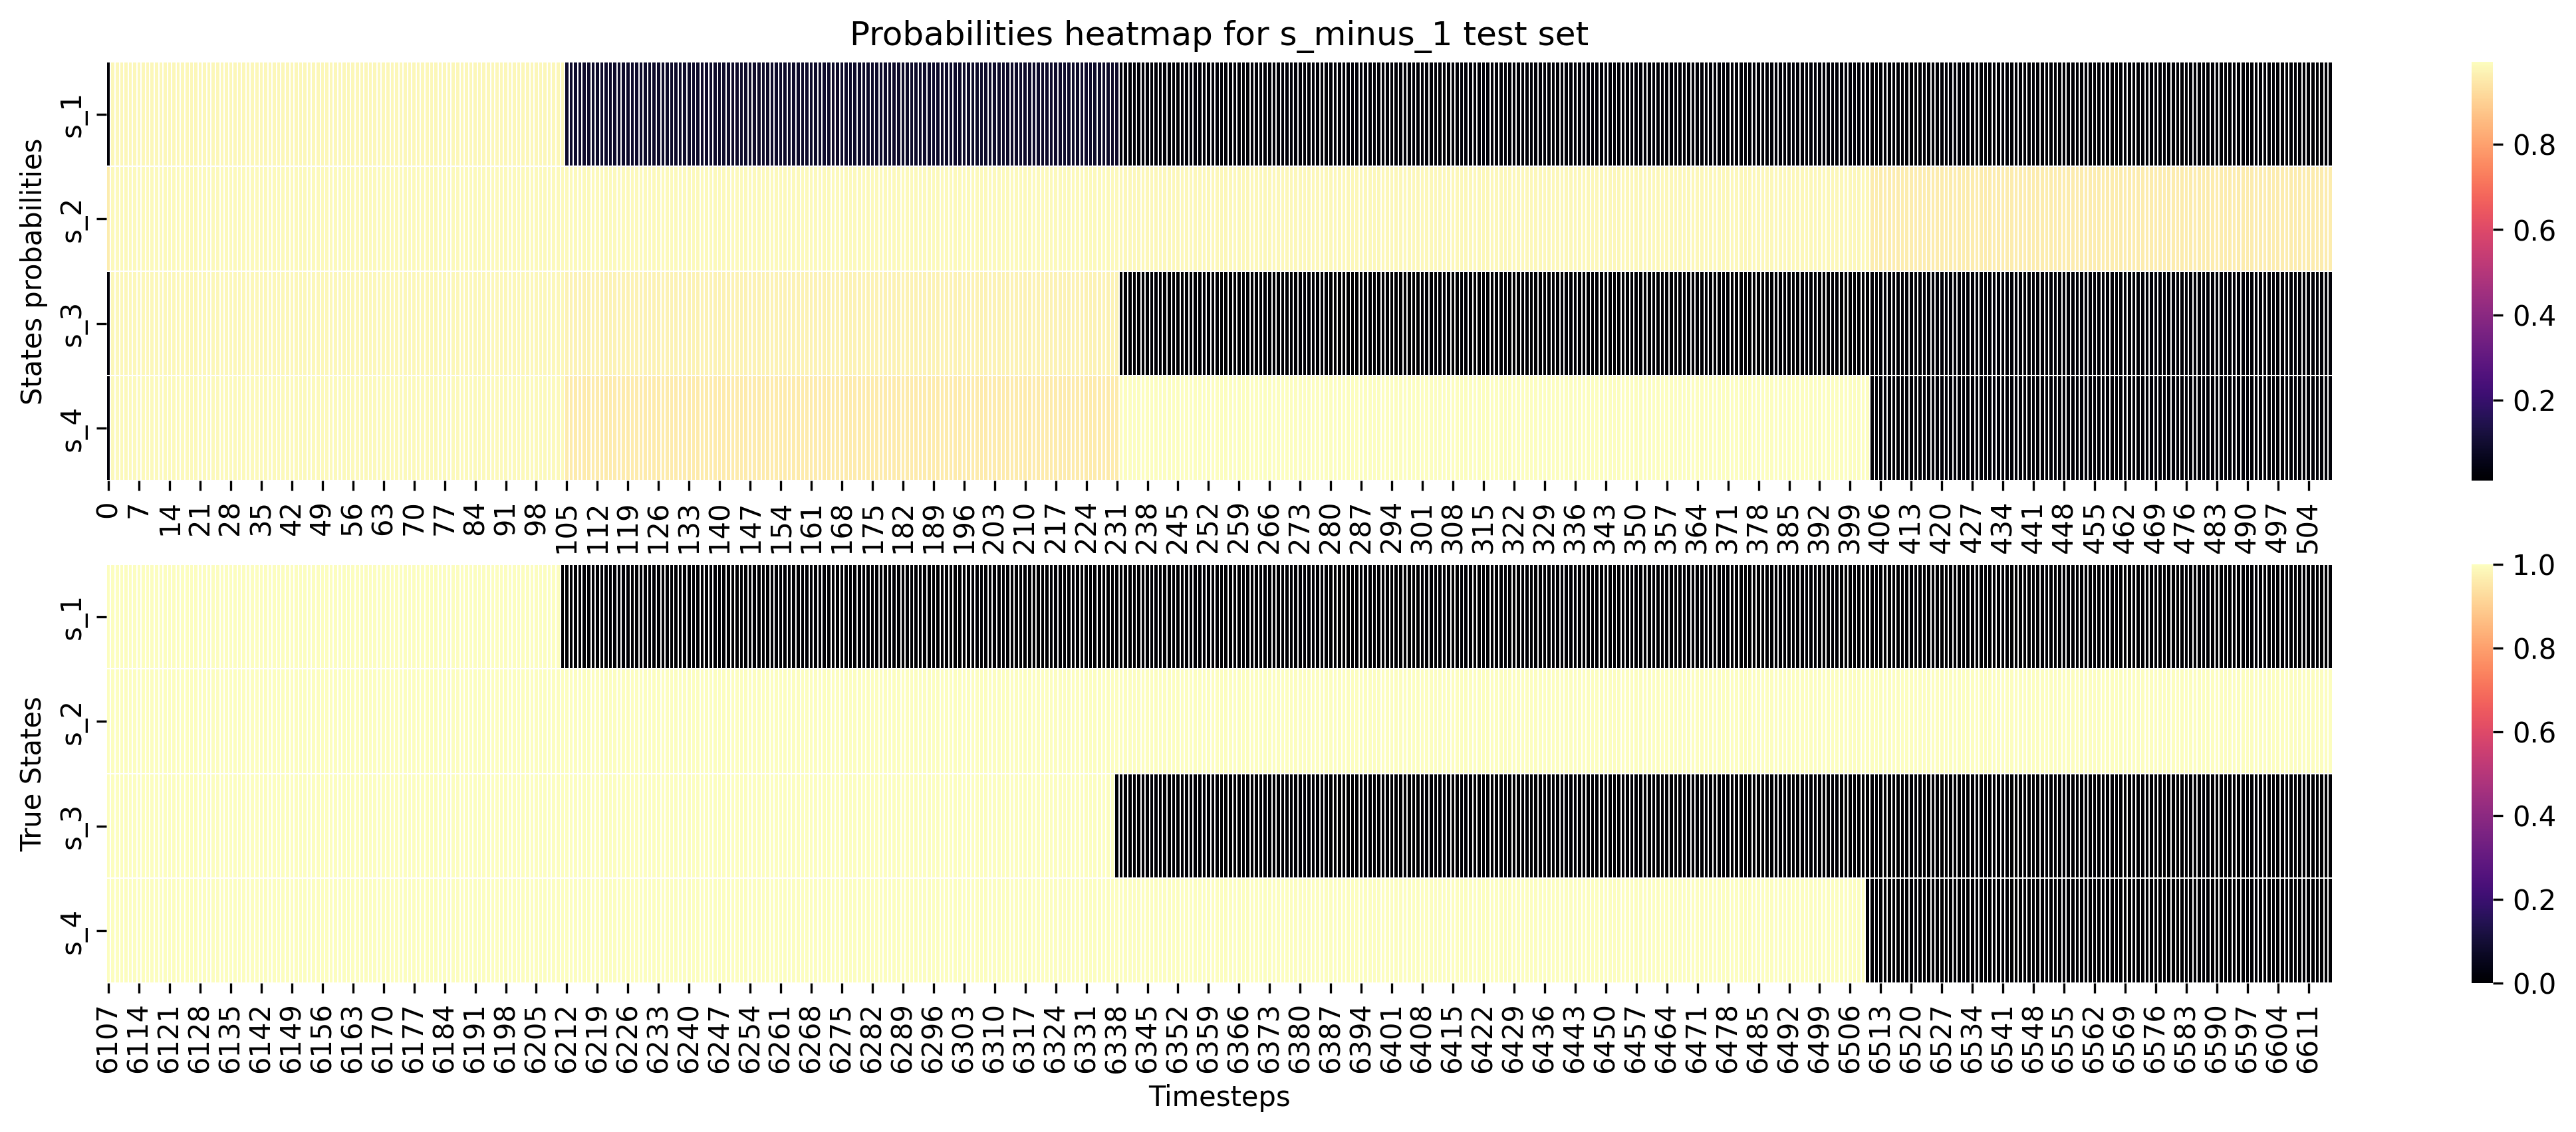 Probabilities heatmap for s_minus_1 test set
States probabilities
s_1
s_2
s_3
s_4
0 7 14 21 28 35 42 49 56 63 70 77 84 91 98 105 112 119 126 133 140 147 154 161 168 175 182 189 196 203 210 217 224 231 238 245 252 259 266 273 280 287 294 301 308 315 322 329 336 343 350 357 364 371 378 385 392 399 406 413 420 427 434 441 448 455 462 469 476 483 490 497 504
0.8
0.6
0.4
0.2
True States
s_1
s_2
s_3
s_4
6107 6114 6121 6128 6135 6142 6149 6156 6163 6170 6177 6184 6191 6198 6205 6212 6219 6226 6233 6240 6247 6254 6261 6268 6275 6282 6289 6296 6303 6310 6317 6324 6331 6338 6345 6352 6359 6366 6373 6380 6387 6394 6401 6408 6415 6422 6429 6436 6443 6450 6457 6464 6471 6478 6485 6492 6499 6506 6513 6520 6527 6534 6541 6548 6555 6562 6569 6576 6583 6590 6597 6604 6611
Timesteps
1.0
0.8
0.6
0.4
0.2
0.0